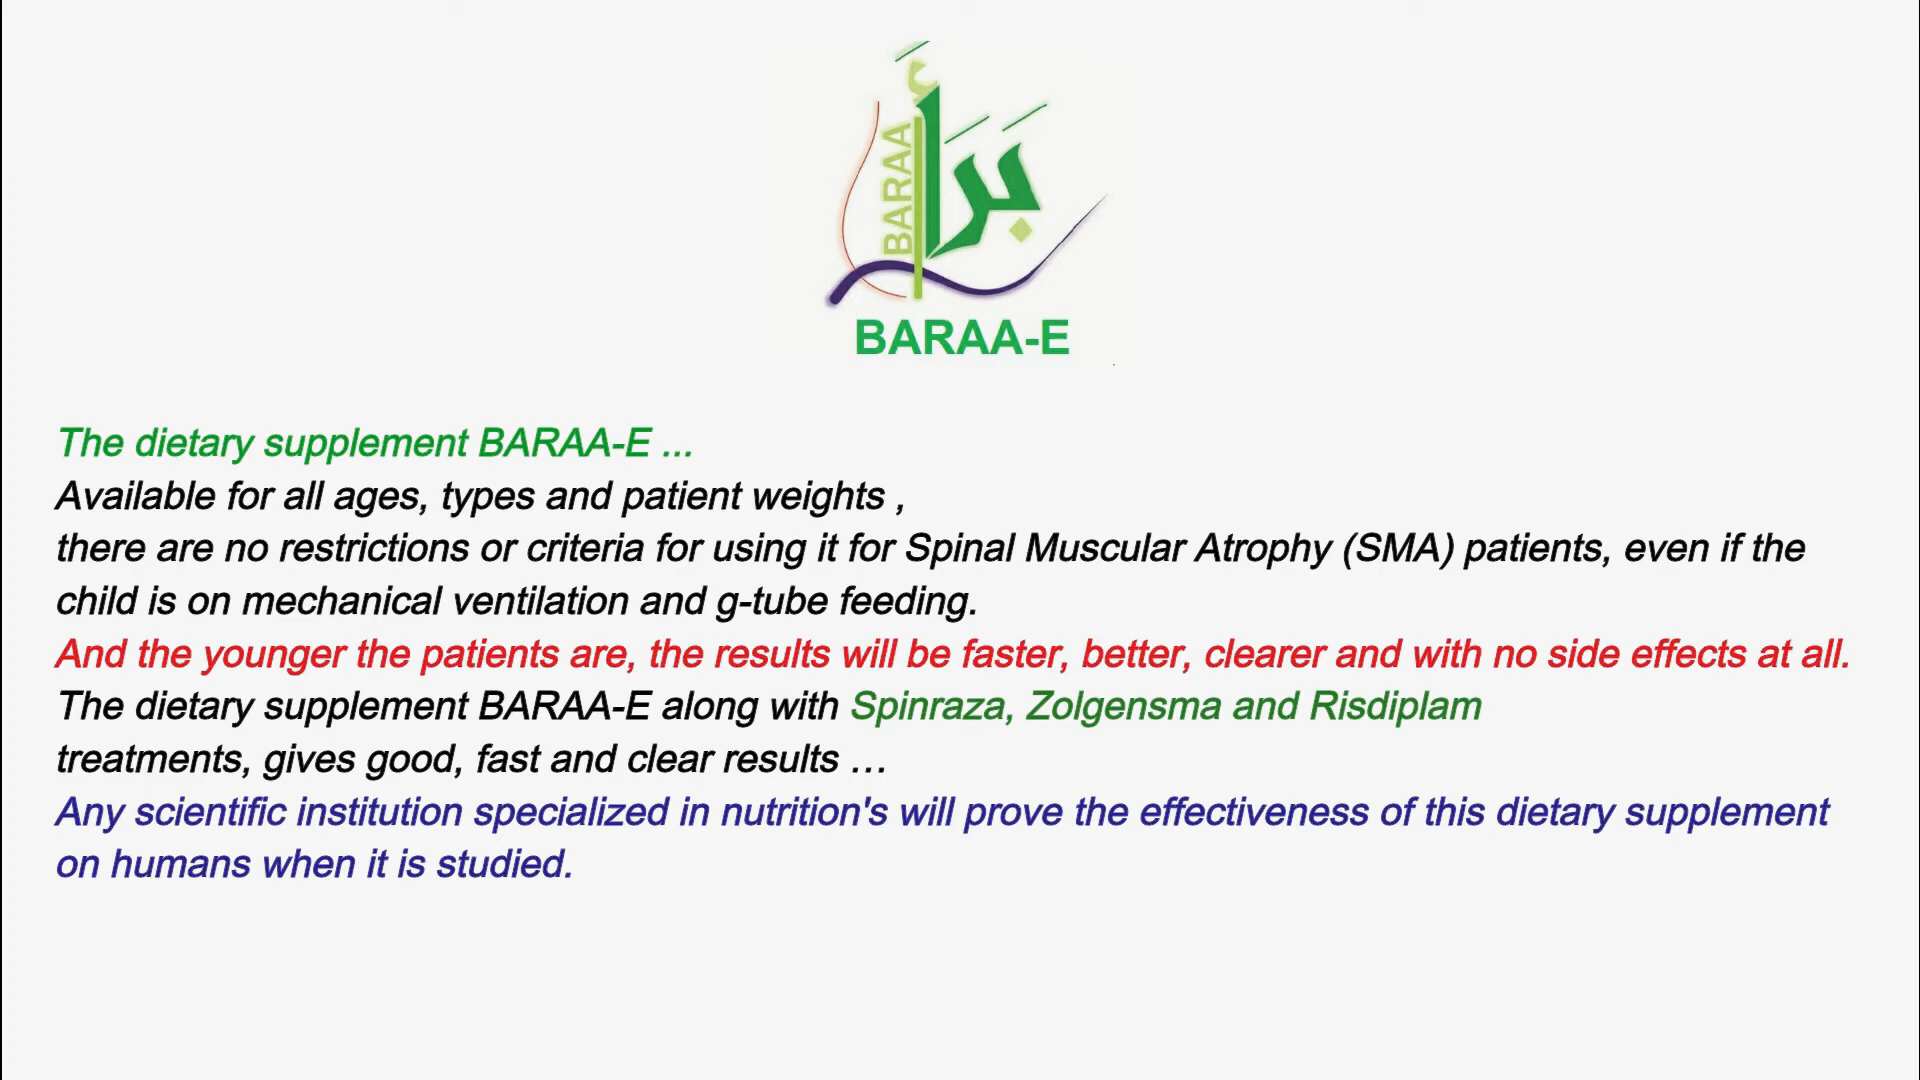 بَرَأَ
BARAA
BARAA-E
The dietary supplement BARAA-E ...
Available for all ages, types and patient weights ,
there are no restrictions or criteria for using it for Spinal Muscular Atrophy (SMA) patients, even if the
child is on mechanical ventilation and g-tube feeding.
And the younger the patients are, the results will be faster, better, clearer and with no side effects at all.
The dietary supplement BARAA-E along with Spinraza, Zolgensma and Risdiplam
treatments, gives good, fast and clear results …
Any scientific institution specialized in nutrition's will prove the effectiveness of this dietary supplement
on humans when it is studied.